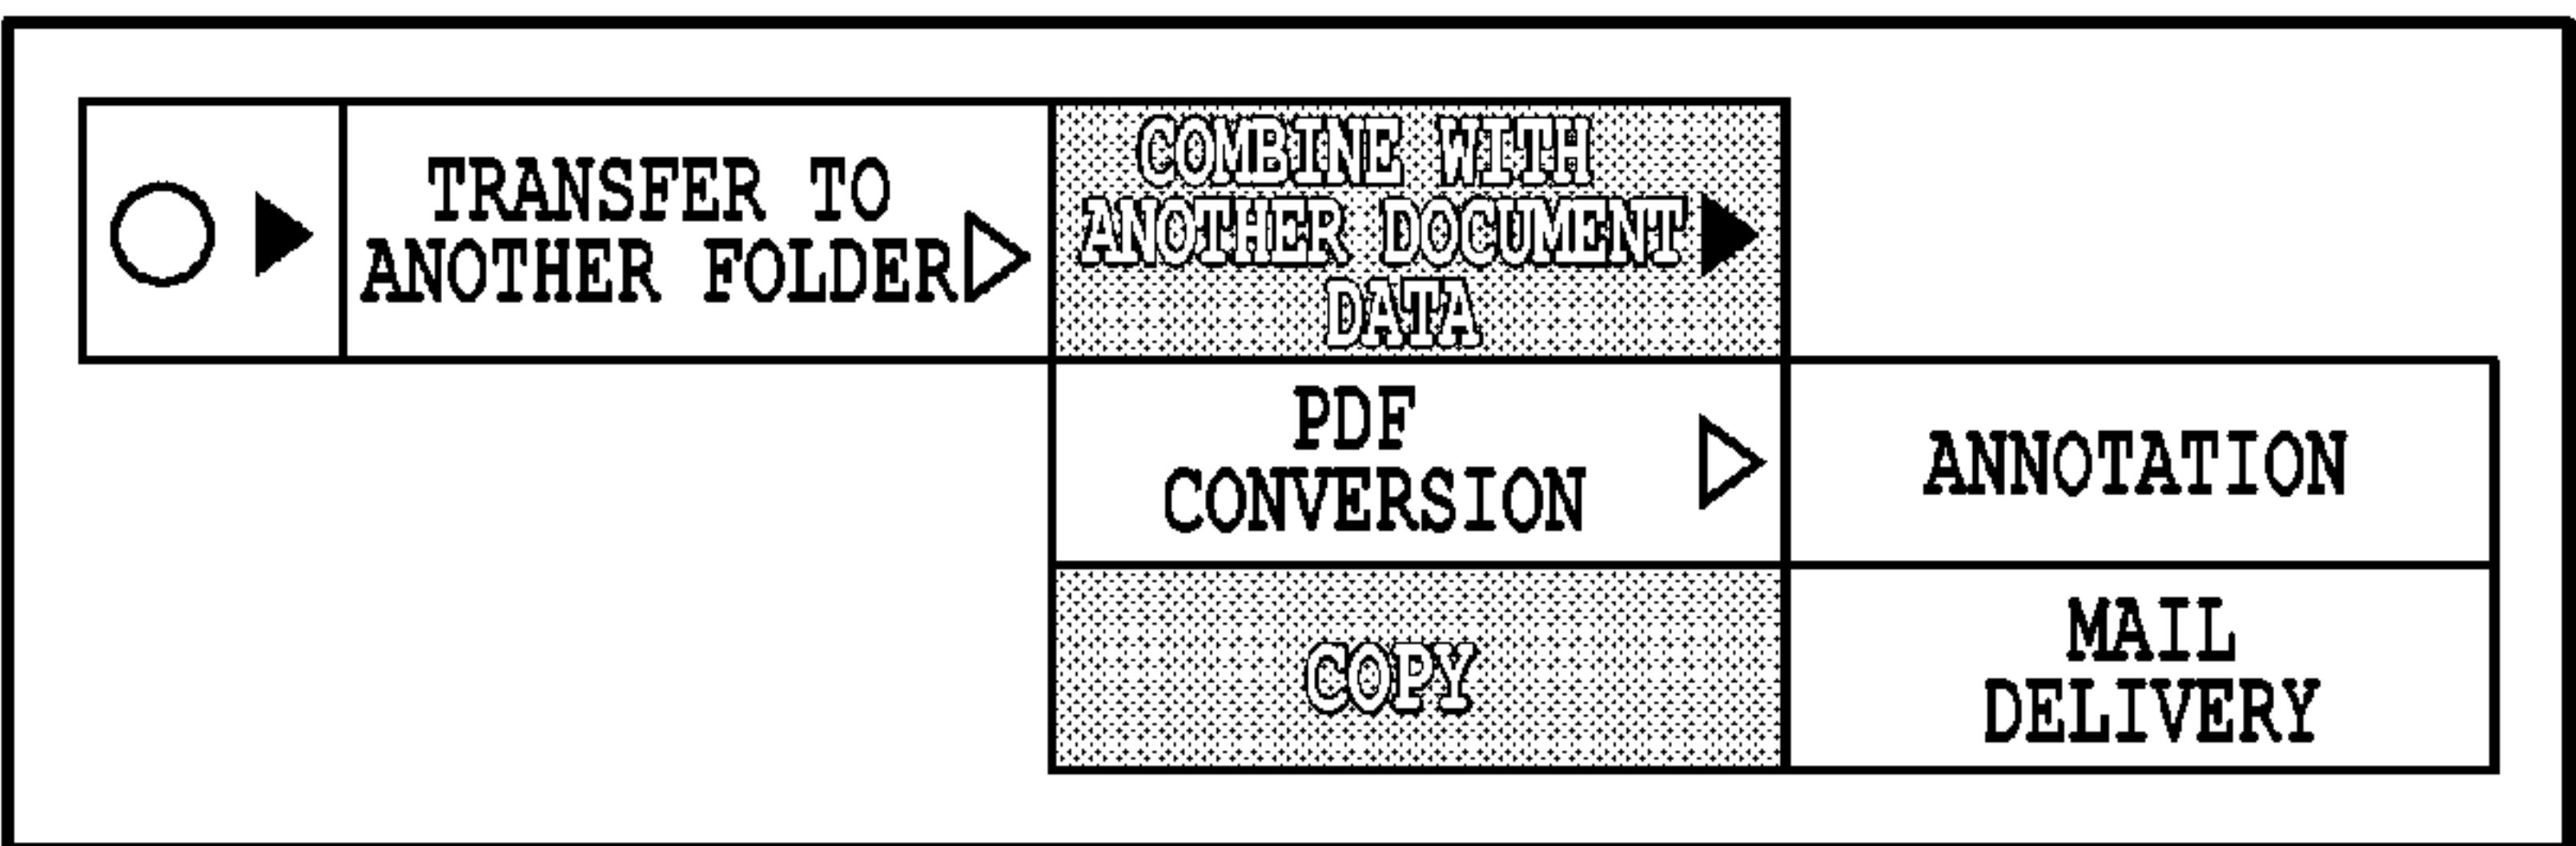 TRANSFER TO
ANOTHER FOLDER
COMBINE WITH
ANOTHER DOCUMENT
DATA
PDF
CONVERSION
ANNOTATION
COPY
MAIL
DELIVERY